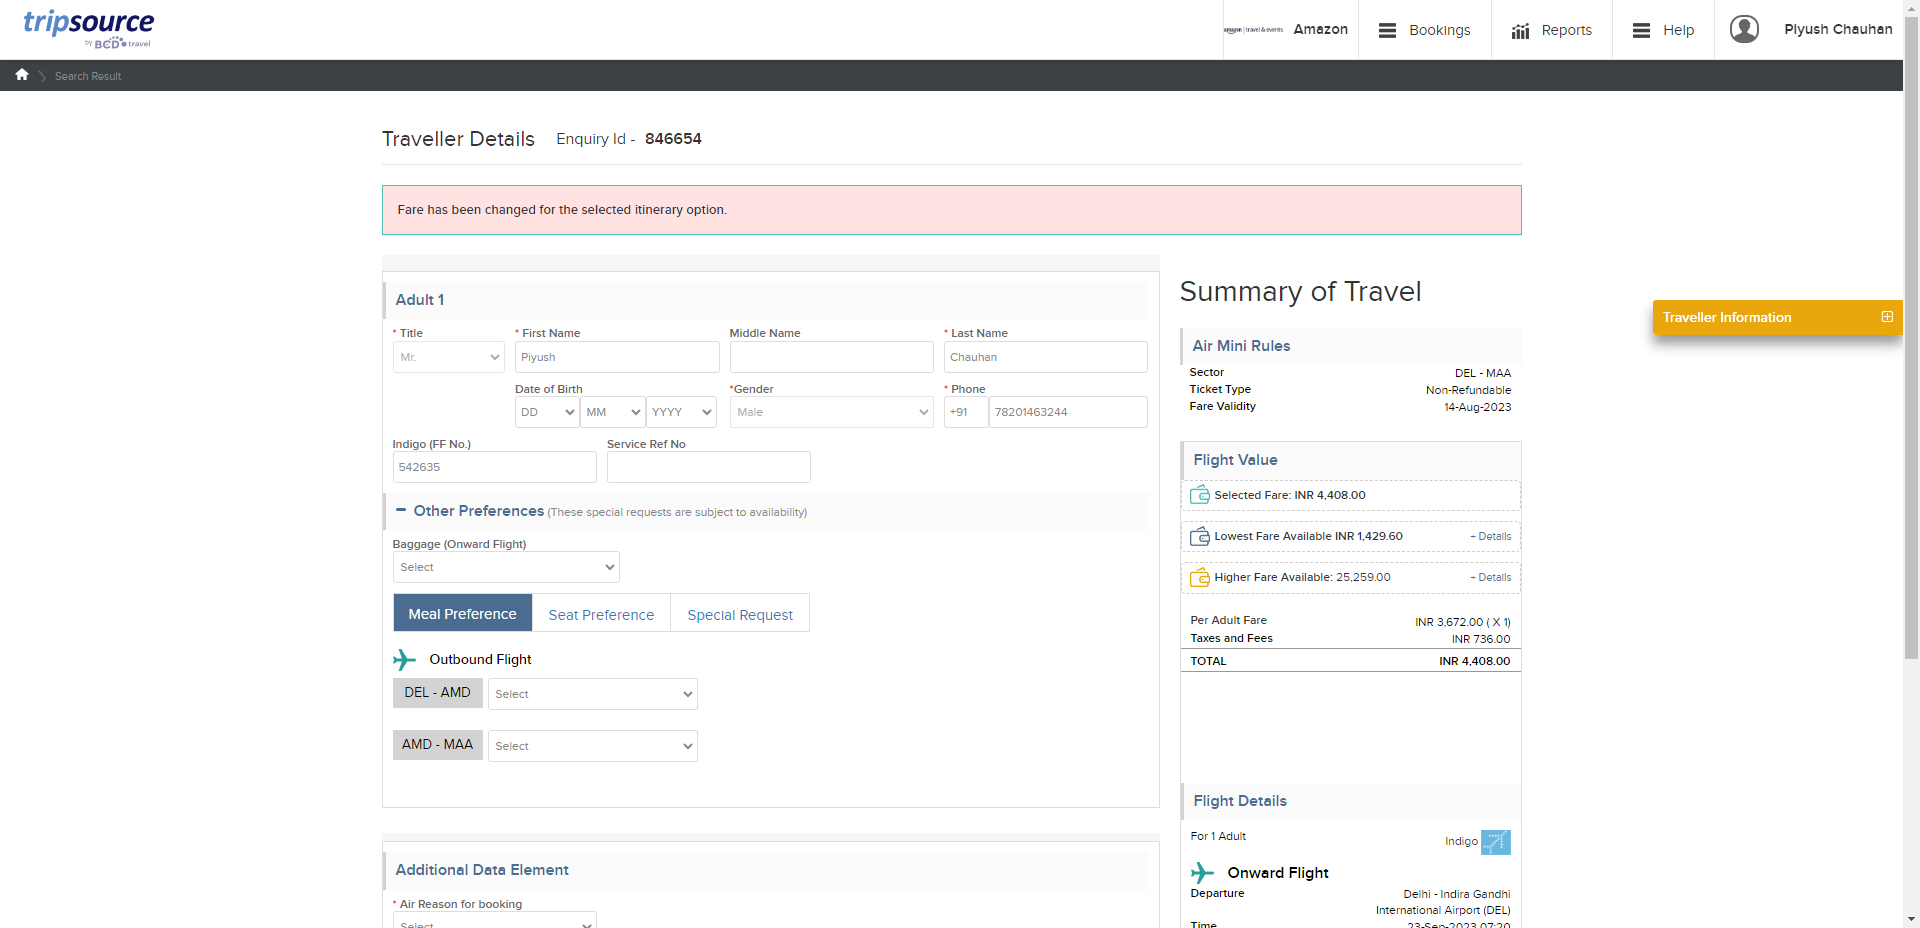 tripsource
by BCD travel
amazon | travel & events
Amazon
Bookings
Reports
Help
Piyush Chauhan
Search Result
Traveller Details
Enquiry Id - 846654
Fare has been changed for the selected itinerary option.
Adult 1
* Title
* First Name
Middle Name
* Last Name
Mr.
Piyush
Chauhan
Date of Birth
*Gender
* Phone
DD
MM
YYYY
Male
+91
78201463244
Indigo (FF No.)
Service Ref No
542635
Other Preferences (These special requests are subject to availability)
Baggage (Onward Flight)
Select
Meal Preference
Seat Preference
Special Request
Outbound Flight
DEL - AMD
Select
AMD - MAA
Select
Additional Data Element
* Air Reason for booking
Select
Summary of Travel
Air Mini Rules
Sector DEL - MAA
Ticket Type Non-Refundable
Fare Validity 14-Aug-2023
Flight Value
Selected Fare: INR 4,408.00
Lowest Fare Available INR 1,429.60 + Details
Higher Fare Available: 25,259.00 + Details
Per Adult Fare INR 3,672.00 ( X 1)
Taxes and Fees INR 736.00
TOTAL INR 4,408.00
Flight Details
For 1 Adult
Indigo
Onward Flight
Departure Delhi - Indira Gandhi
International Airport (DEL)
Time 23-Sep-2023 07:20
Traveller Information